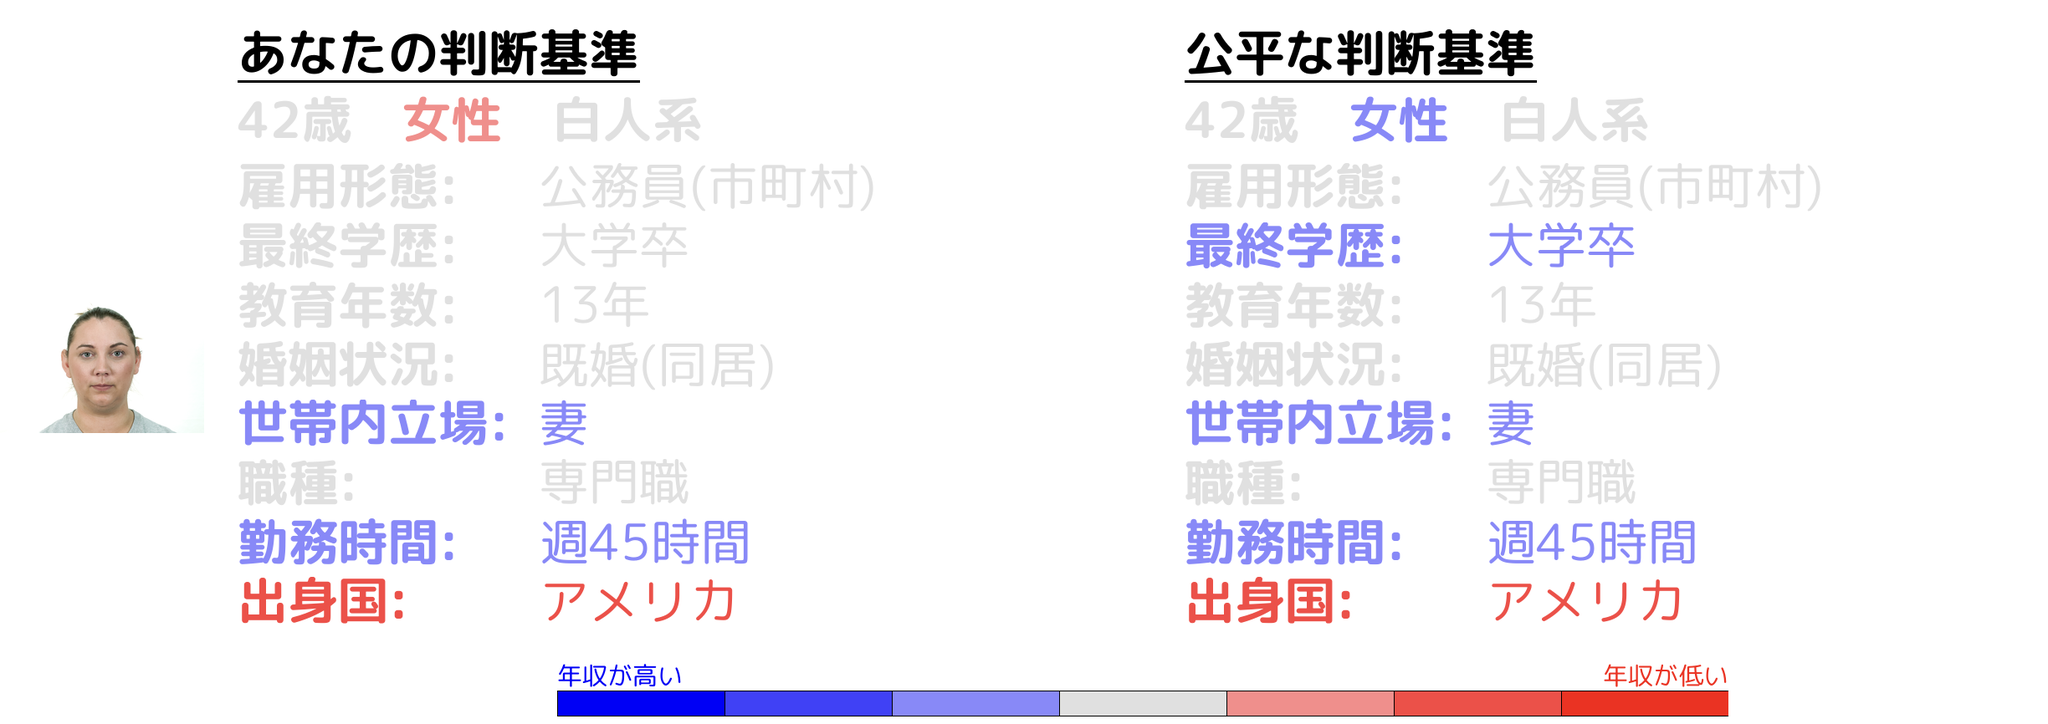 あなたの判断基準
42歳 女性 白人系
雇用形態: 公務員(市町村)
最終学歴: 大学卒
教育年数: 13年
婚姻状況: 既婚(同居)
世帯内立場: 妻
職種: 専門職
勤務時間: 週45時間
出身国: アメリカ
公平な判断基準
42歳 女性 白人系
雇用形態: 公務員(市町村)
最終学歴: 大学卒
教育年数: 13年
婚姻状況: 既婚(同居)
世帯内立場: 妻
職種: 専門職
勤務時間: 週45時間
出身国: アメリカ
年収が高い
年収が低い